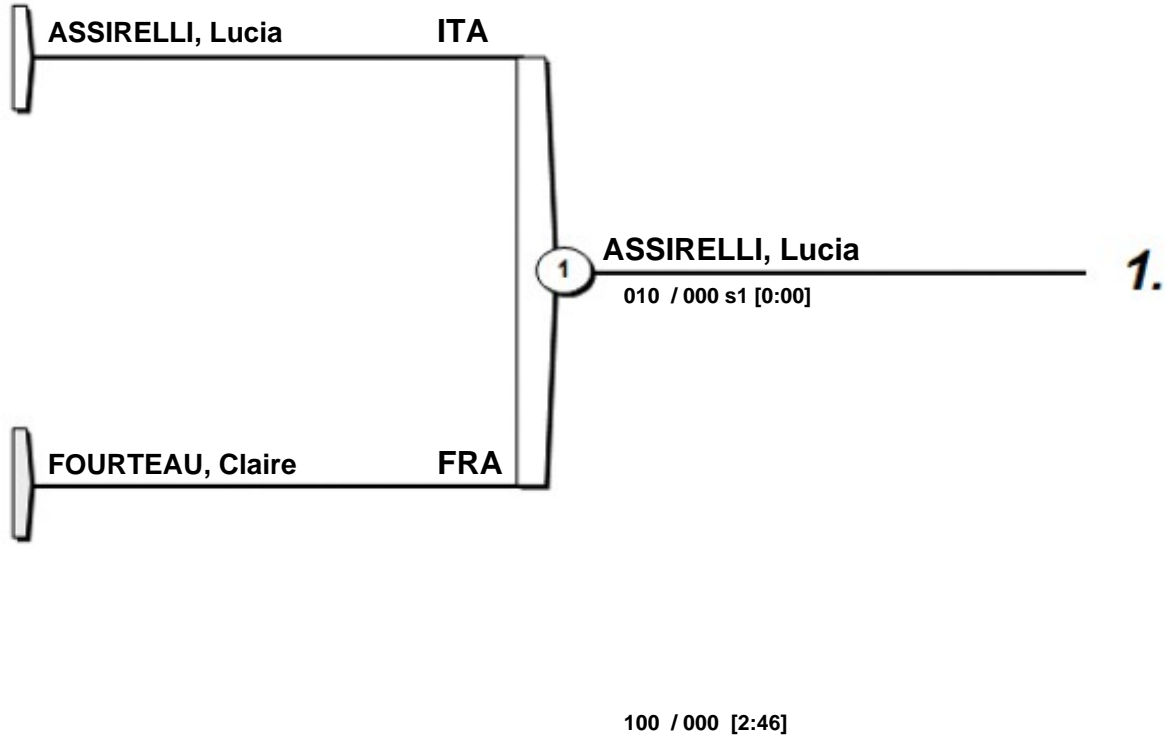 ASSIRELLI, Lucia ITA
ASSIRELLI, Lucia
1 1.
010 / 000 s1 [0:00]
FOURTEAU, Claire FRA
100 / 000 [2:46]